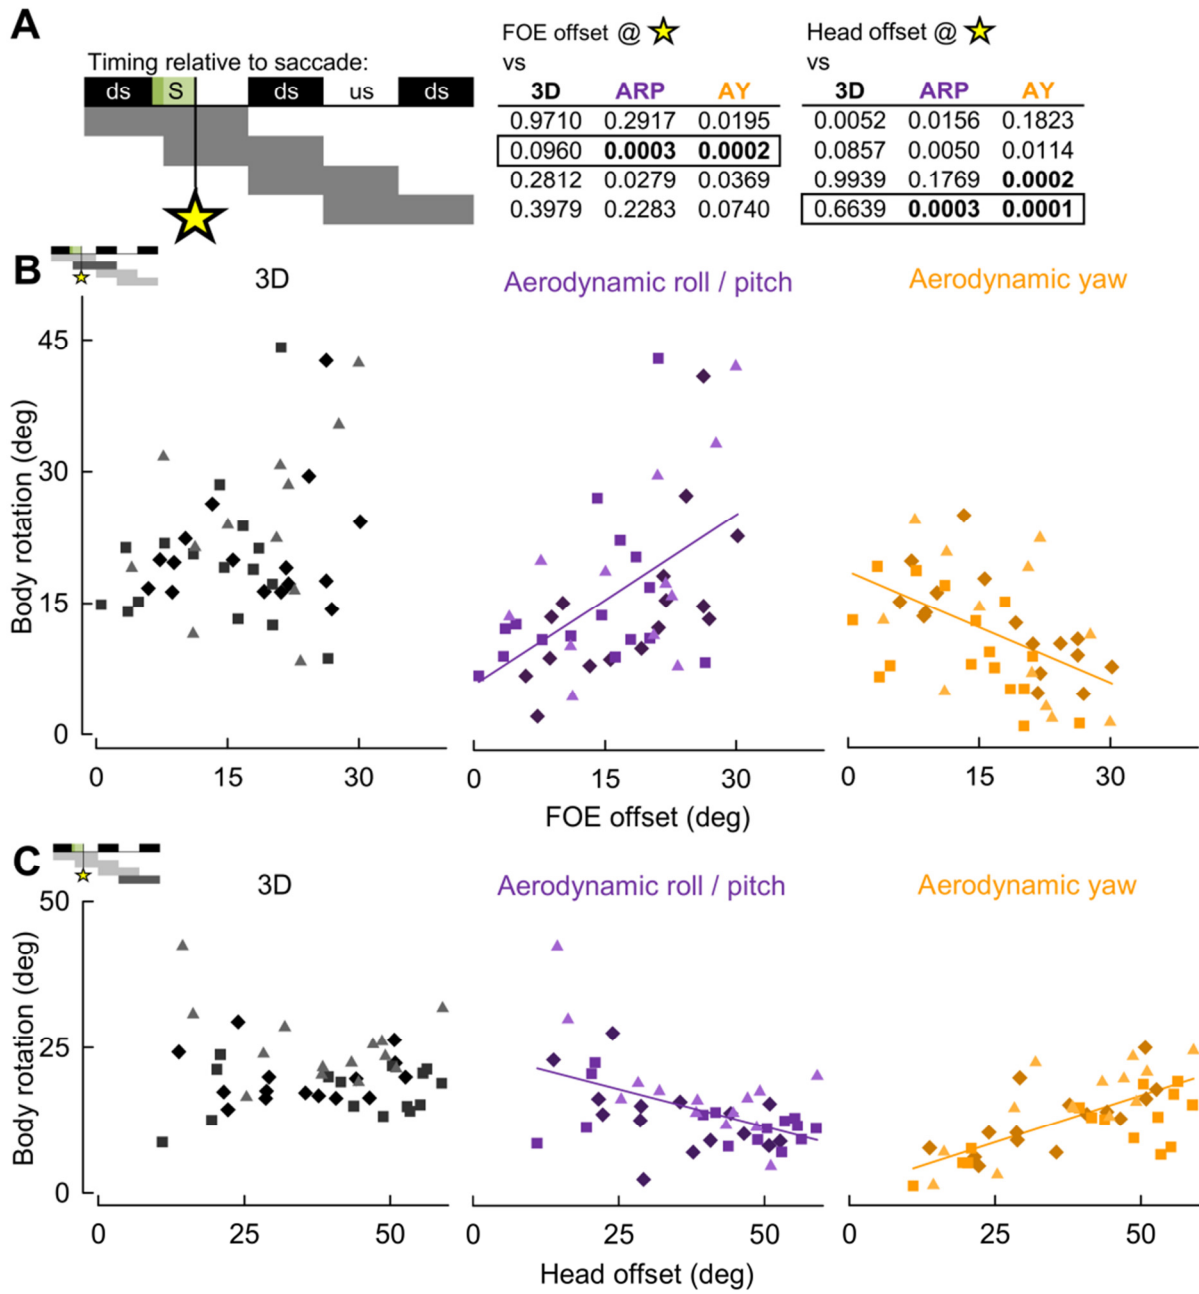 A
Timing relative to saccade:
ds S ds us ds
FOE offset @
vs
3D ARP AY
0.9710 0.2917 0.0195
0.0960 0.0003 0.0002
0.2812 0.0279 0.0369
0.3979 0.2283 0.0740
Head offset @
vs
3D ARP AY
0.0052 0.0156 0.1823
0.0857 0.0050 0.0114
0.9939 0.1769 0.0002
0.6639 0.0003 0.0001
B
3D
Aerodynamic roll / pitch
Aerodynamic yaw
Body rotation (deg)
45
30
15
0
0 15 30
0 15 30
0 15 30
FOE offset (deg)
C
3D
Aerodynamic roll / pitch
Aerodynamic yaw
Body rotation (deg)
50
25
0
0 25 50
0 25 50
0 25 50
Head offset (deg)